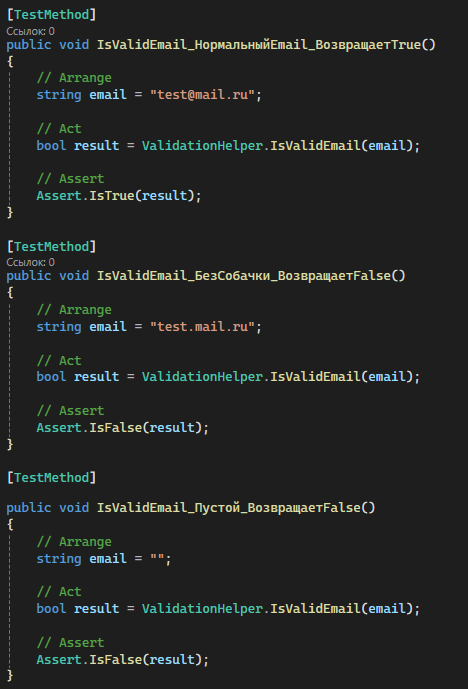 [TestMethod]
Ссылок: 0
public void IsValidEmail_НормальныйEmail_ВозвращаетTrue()
{
    // Arrange
    string email = "test@mail.ru";

    // Act
    bool result = ValidationHelper.IsValidEmail(email);

    // Assert
    Assert.IsTrue(result);
}

[TestMethod]
Ссылок: 0
public void IsValidEmail_БезСобачки_ВозвращаетFalse()
{
    // Arrange
    string email = "test.mail.ru";

    // Act
    bool result = ValidationHelper.IsValidEmail(email);

    // Assert
    Assert.IsFalse(result);
}

[TestMethod]

public void IsValidEmail_Пустой_ВозвращаетFalse()
{
    // Arrange
    string email = "";

    // Act
    bool result = ValidationHelper.IsValidEmail(email);

    // Assert
    Assert.IsFalse(result);
}